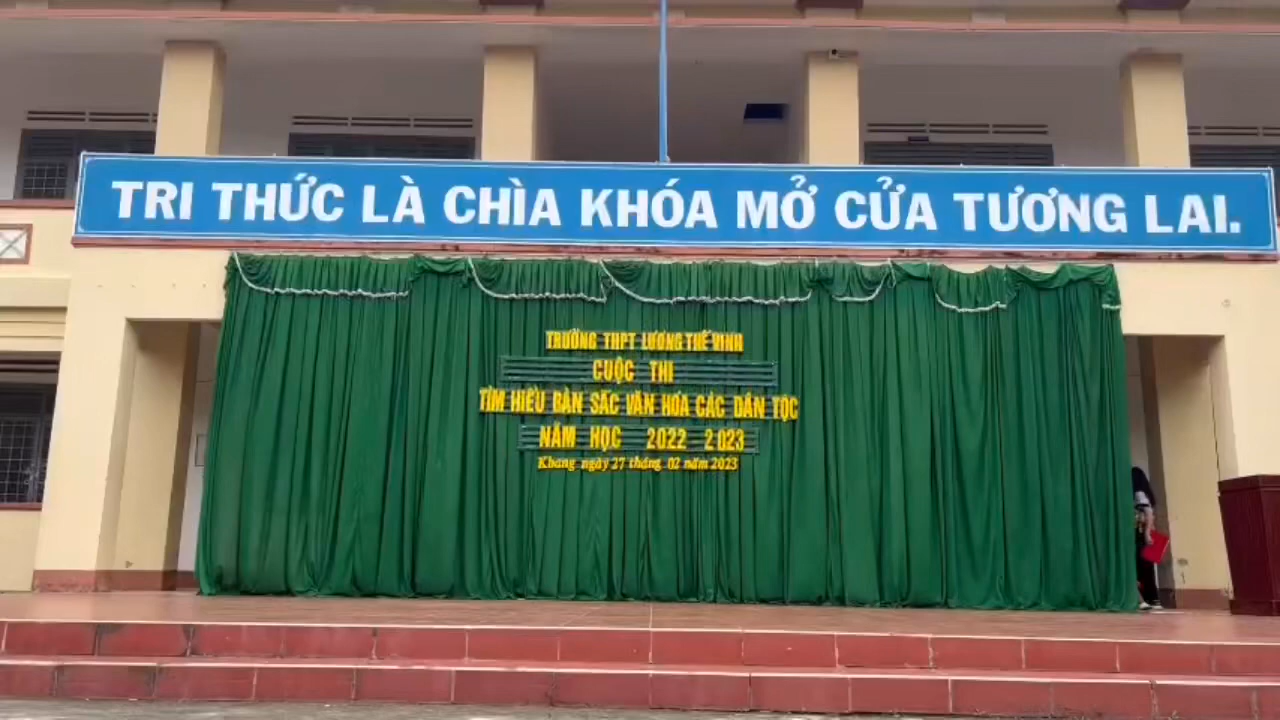 TRI THỨC LÀ CHÌA KHÓA MỞ CỬA TƯƠNG LAI.
TRƯỜNG THPT LƯƠNG THẾ VINH
CUỘC THI
TÌM HIỂU BẢN SẮC VĂN HÓA CÁC DÂN TỘC
NĂM HỌC 2022 - 2023
Kbang ngày 27 tháng 02 năm 2023